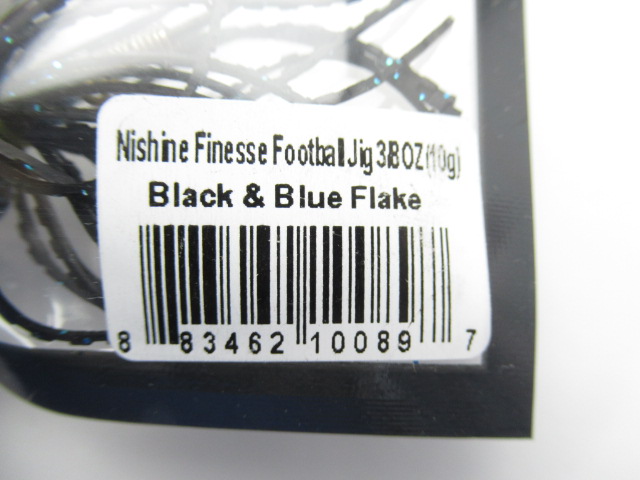 Nishine Finesse Football Jig 3/8OZ(10g)
Black & Blue Flake
8 83462 10089 7